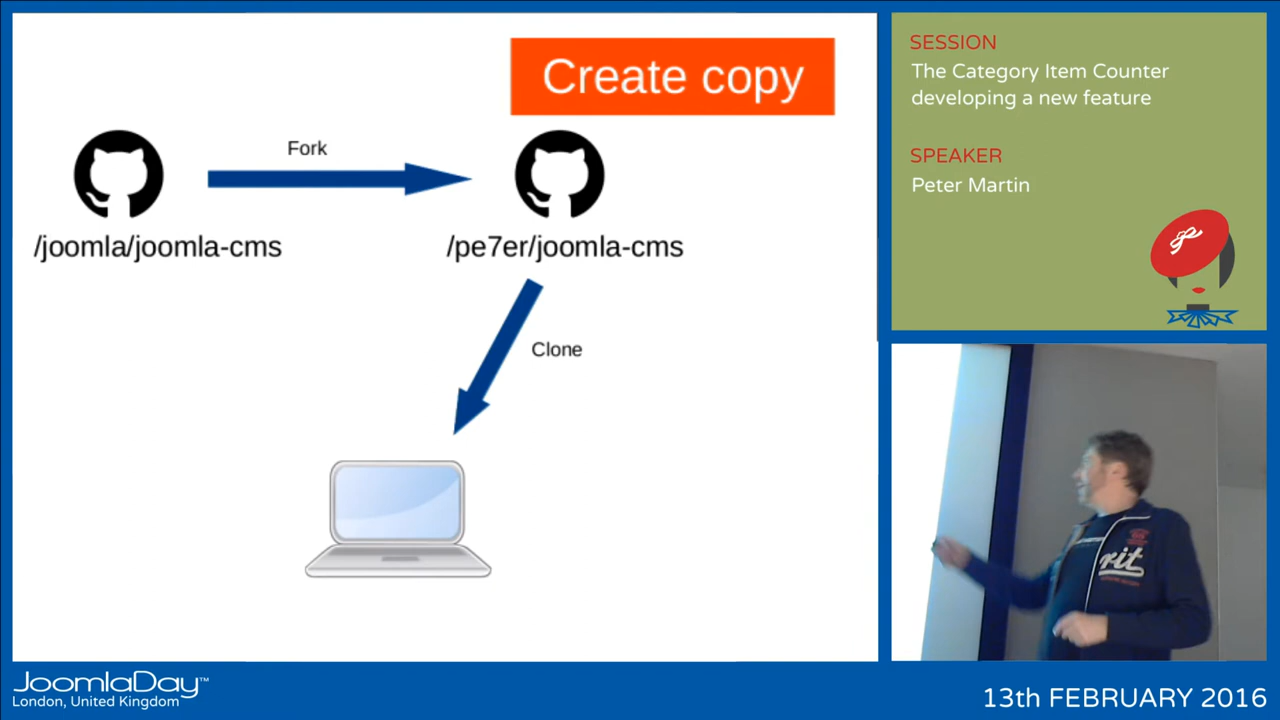 Create copy
Fork
/joomla/joomla-cms
/pe7er/joomla-cms
Clone
SESSION
The Category Item Counter
developing a new feature
SPEAKER
Peter Martin
rit
JoomlaDay™
London, United Kingdom
13th FEBRUARY 2016